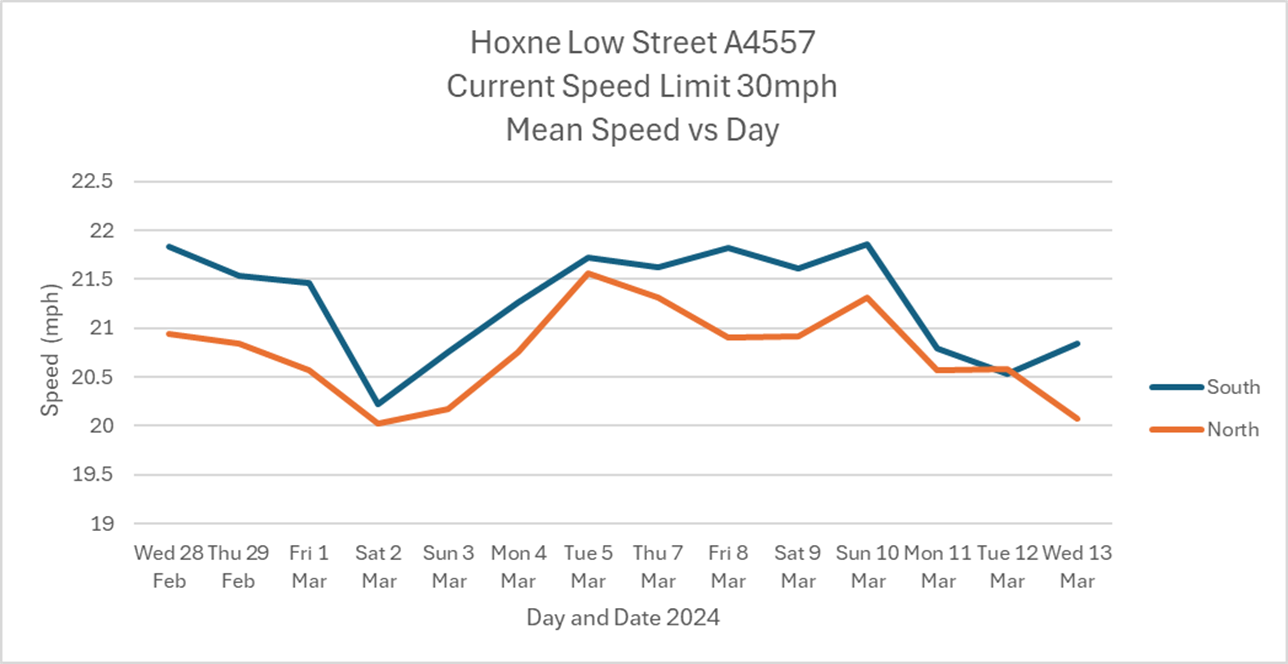 Hoxne Low Street A4557
Current Speed Limit 30mph
Mean Speed vs Day
22.5
22
21.5
21
20.5
20
19.5
19
Speed (mph)
South
North
Wed 28 Thu 29 Fri 1 Sat 2 Sun 3 Mon 4 Tue 5 Thu 7 Fri 8 Sat 9 Sun 10 Mon 11 Tue 12 Wed 13
Feb Feb Mar Mar Mar Mar Mar Mar Mar Mar Mar Mar Mar Mar
Day and Date 2024